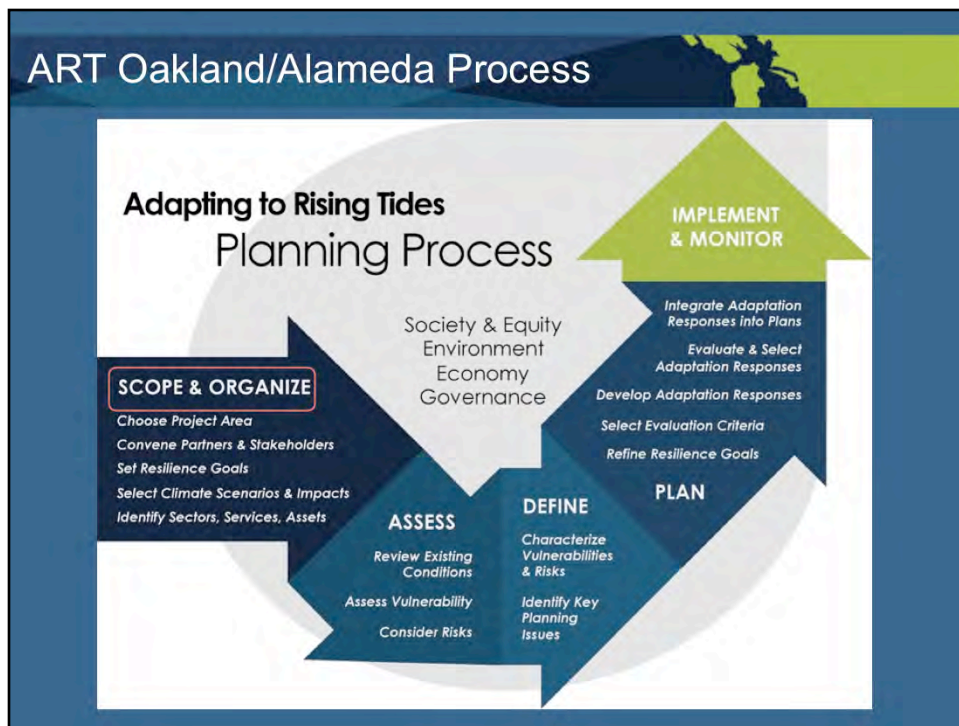 ART Oakland/Alameda Process
Adapting to Rising Tides
Planning Process
Society & Equity
Environment
Economy
Governance
SCOPE & ORGANIZE
Choose Project Area
Convene Partners & Stakeholders
Set Resilience Goals
Select Climate Scenarios & Impacts
Identify Sectors, Services, Assets
ASSESS
Review Existing
Conditions
Assess Vulnerability
Consider Risks
DEFINE
Characterize
Vulnerabilities
& Risks
Identify Key
Planning
Issues
PLAN
Refine Resilience Goals
Select Evaluation Criteria
Develop Adaptation Responses
Evaluate & Select
Adaptation Responses
Integrate Adaptation
Responses into Plans
IMPLEMENT
& MONITOR